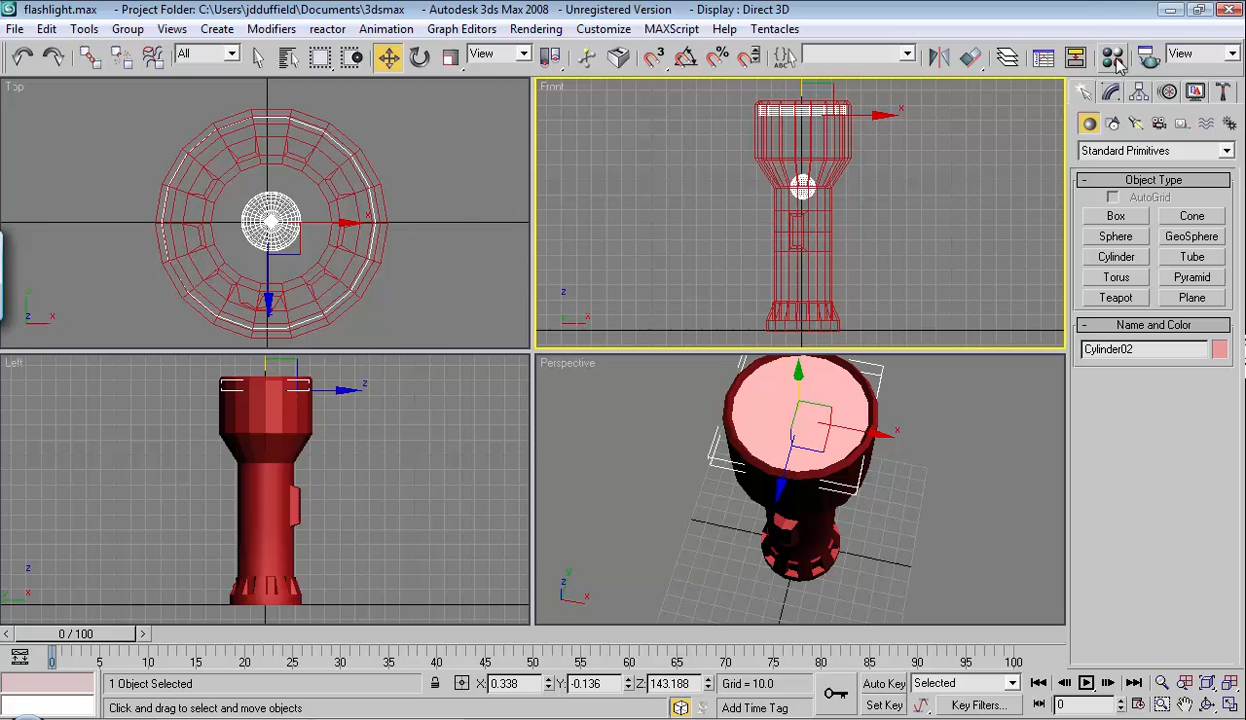 flashlight.max - Project Folder: C:\Users\jdduffield\Documents\3dsmax - Autodesk 3ds Max 2008 - Unregistered Version - Display : Direct 3D
File Edit Tools Group Views Create Modifiers reactor Animation Graph Editors Rendering Customize MAXScript Help Tentacles
All View View
Top
Front
Left
Perspective
Standard Primitives
- Object Type
AutoGrid
Box Cone
Sphere GeoSphere
Cylinder Tube
Torus Pyramid
Teapot Plane
- Name and Color
Cylinder02
x
z
y
< 0 / 100 >
0 5 10 15 20 25 30 35 40 45 50 55 60 65 70 75 80 85 90 95 100
1 Object Selected X: 0.338 Y: -0.136 Z: 143.188 Grid = 10.0 Auto Key Selected
Click and drag to select and move objects Add Time Tag Set Key Key Filters... 0